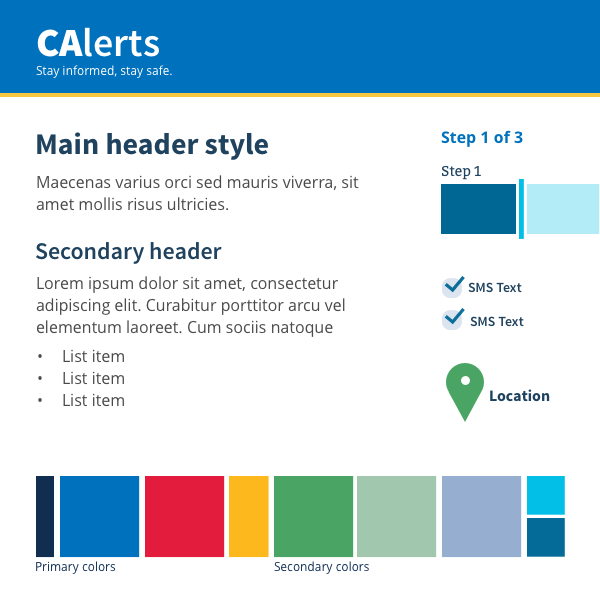 CAlerts
Stay informed, stay safe.
Main header style
Maecenas varius orci sed mauris viverra, sit
amet mollis risus ultricies.
Secondary header
Lorem ipsum dolor sit amet, consectetur
adipiscing elit. Curabitur porttitor arcu vel
elementum laoreet. Cum sociis natoque
• List item
• List item
• List item
Step 1 of 3
Step 1
SMS Text
SMS Text
Location
Primary colors
Secondary colors